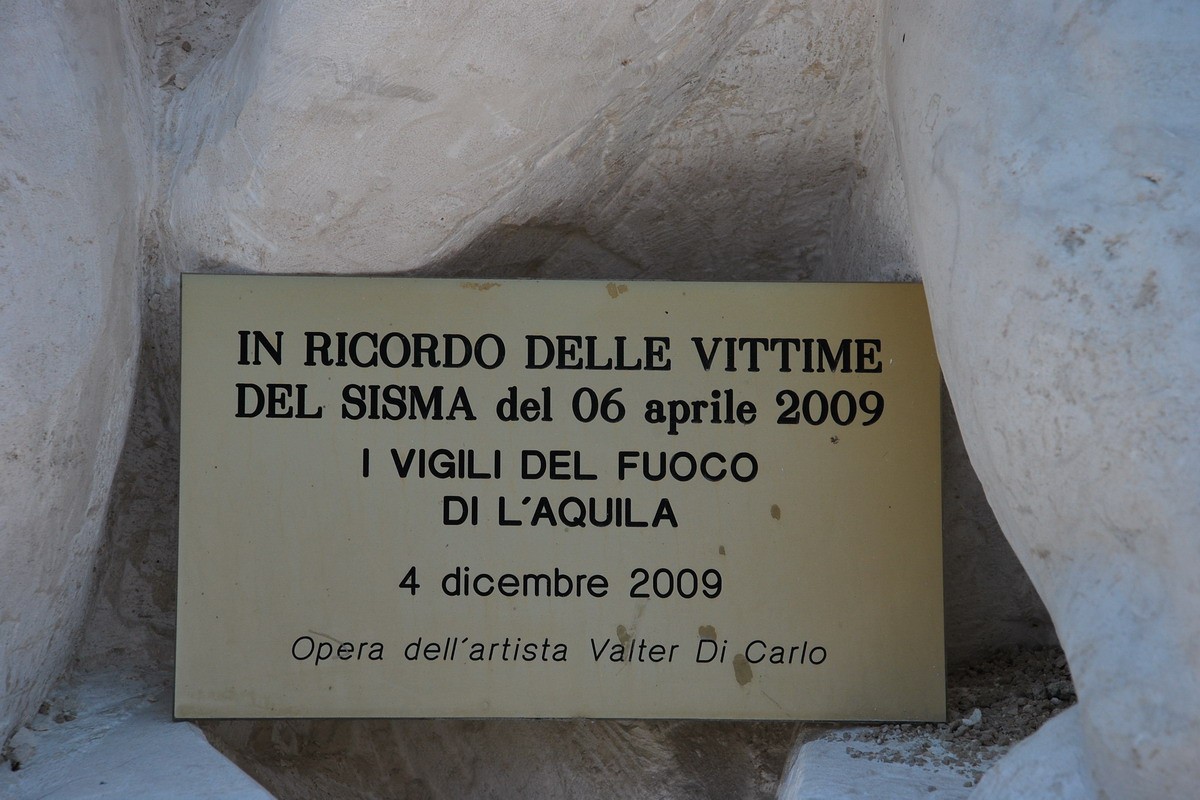 IN RICORDO DELLE VITTIME
DEL SISMA del 06 aprile 2009
I VIGILI DEL FUOCO
DI L´AQUILA
4 dicembre 2009
Opera dell´artista Valter Di Carlo